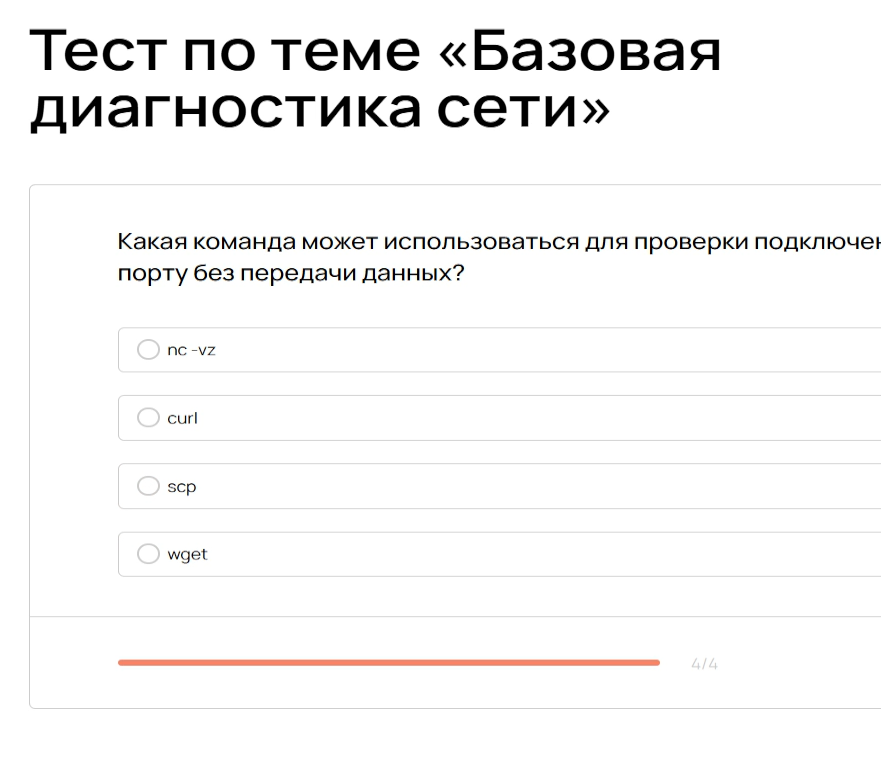 Тест по теме «Базовая
диагностика сети»
Какая команда может использоваться для проверки
порту без передачи данных?
nc -vz
curl
scp
wget
4/4